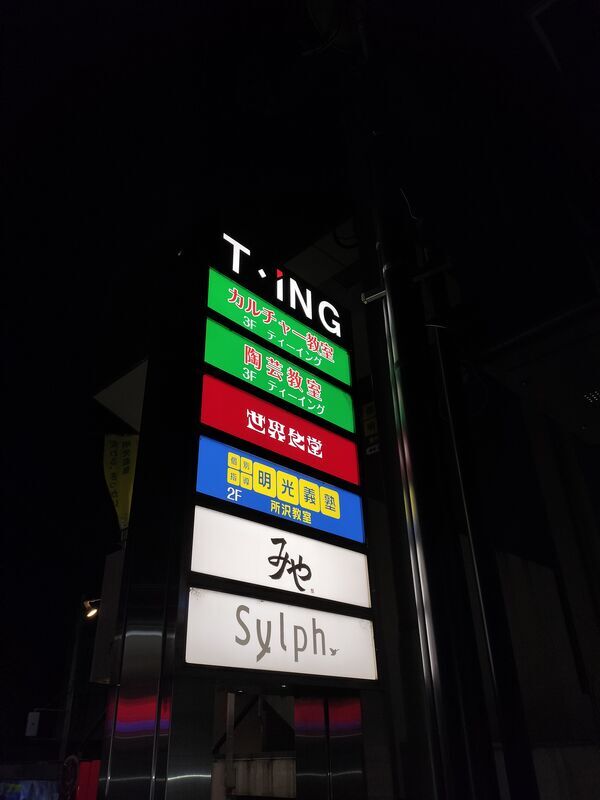 T・iNG
カルチャー教室
3F ティーイング
陶芸教室
3F ティーイング
世界食堂
個別
指導
明光義塾
2F
所沢教室
みや
Sylph